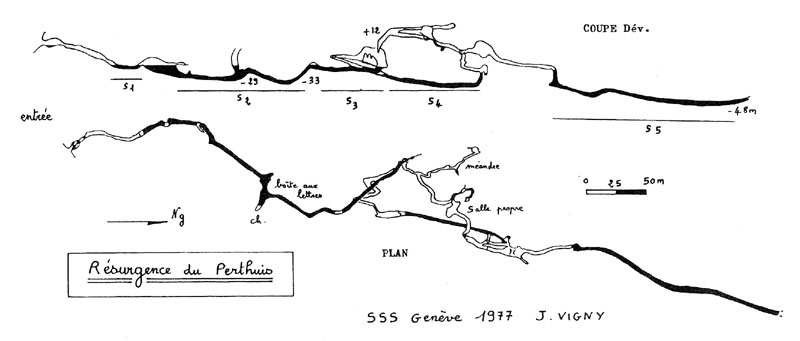 +12
COUPE Dév.
-29
-33
S1
S2
S3
S4
-48m
S5
entrée
boîte aux
lettres
ch.
méandre
Salle propre
0 25 50m
Ng
PLAN
Résurgence du Perthuis
SSS Genève 1977 J. VIGNY